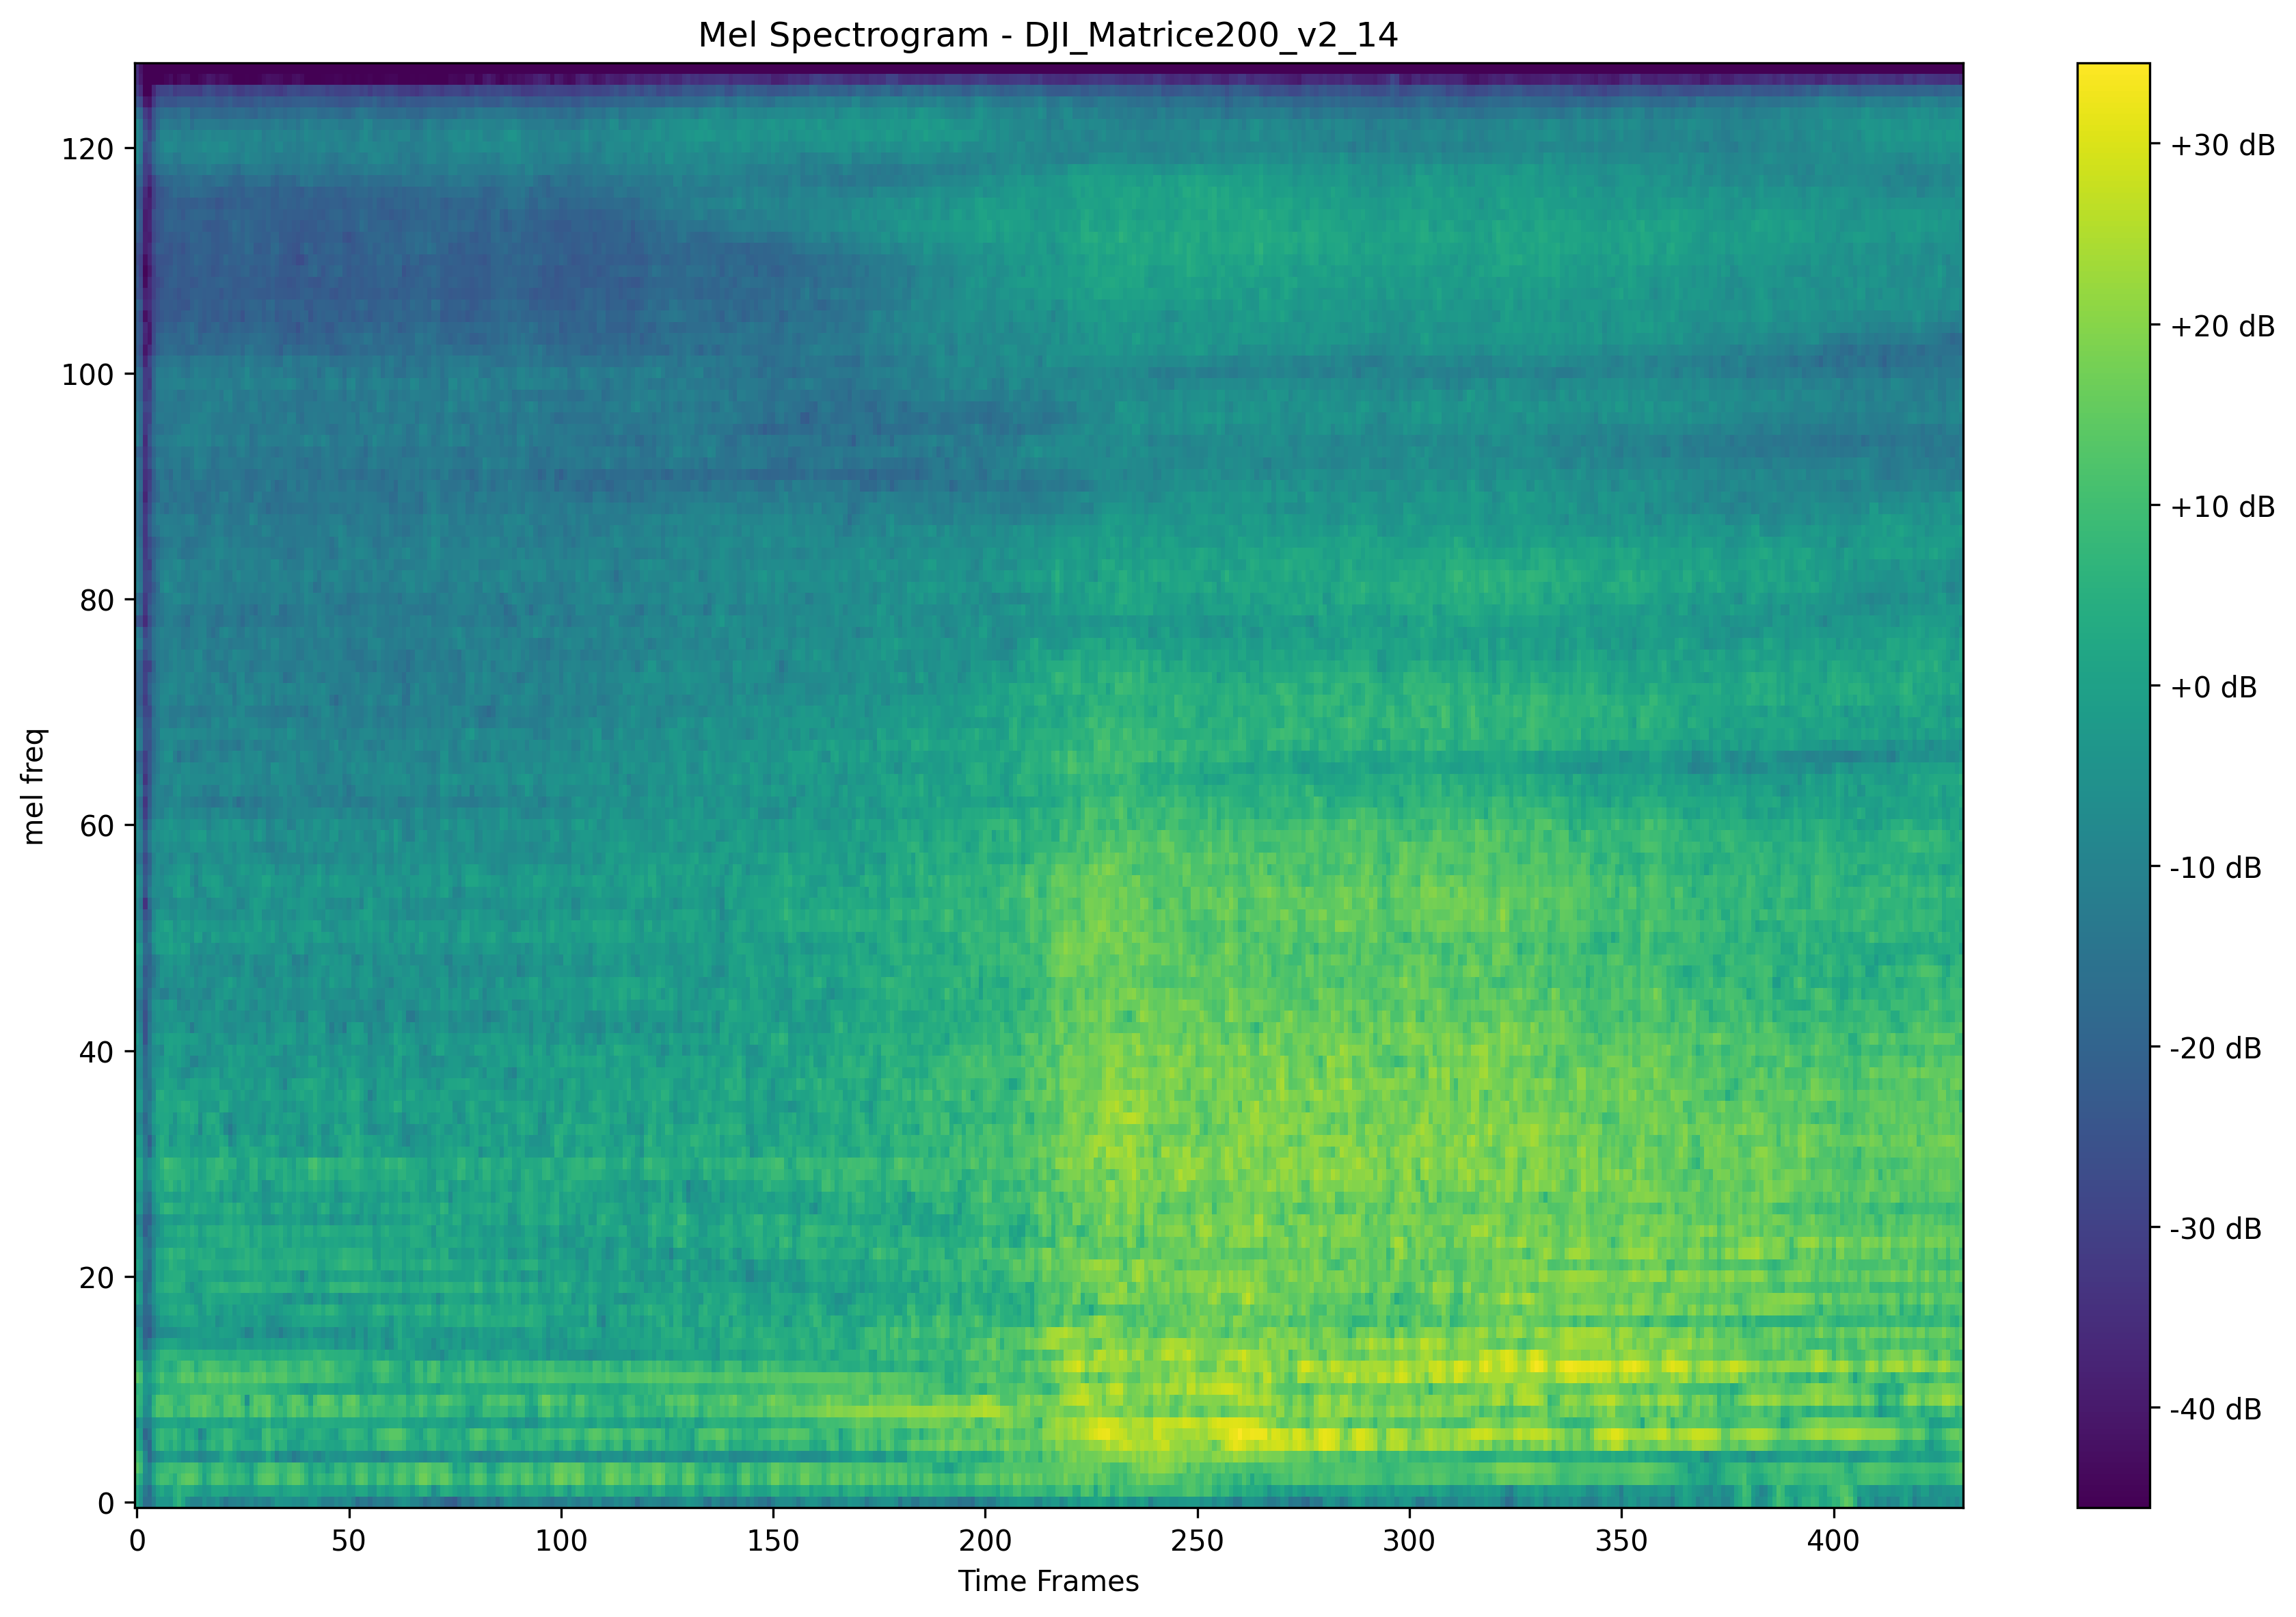 Mel Spectrogram - DJI_Matrice200_v2_14
mel freq
120
100
80
60
40
20
0
0 50 100 150 200 250 300 350 400
Time Frames
+30 dB
+20 dB
+10 dB
+0 dB
-10 dB
-20 dB
-30 dB
-40 dB